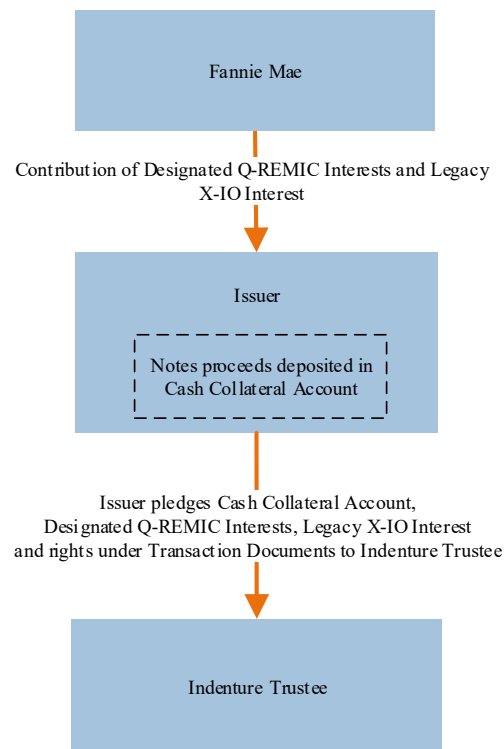 Fannie Mae
Contribution of Designated Q-REMIC Interests and Legacy
X-IO Interest
Issuer
Notes proceeds deposited in
Cash Collateral Account
Issuer pledges Cash Collateral Account,
Designated Q-REMIC Interests, Legacy X-IO Interest
and rights under Transaction Documents to Indenture Trustee
Indenture Trustee